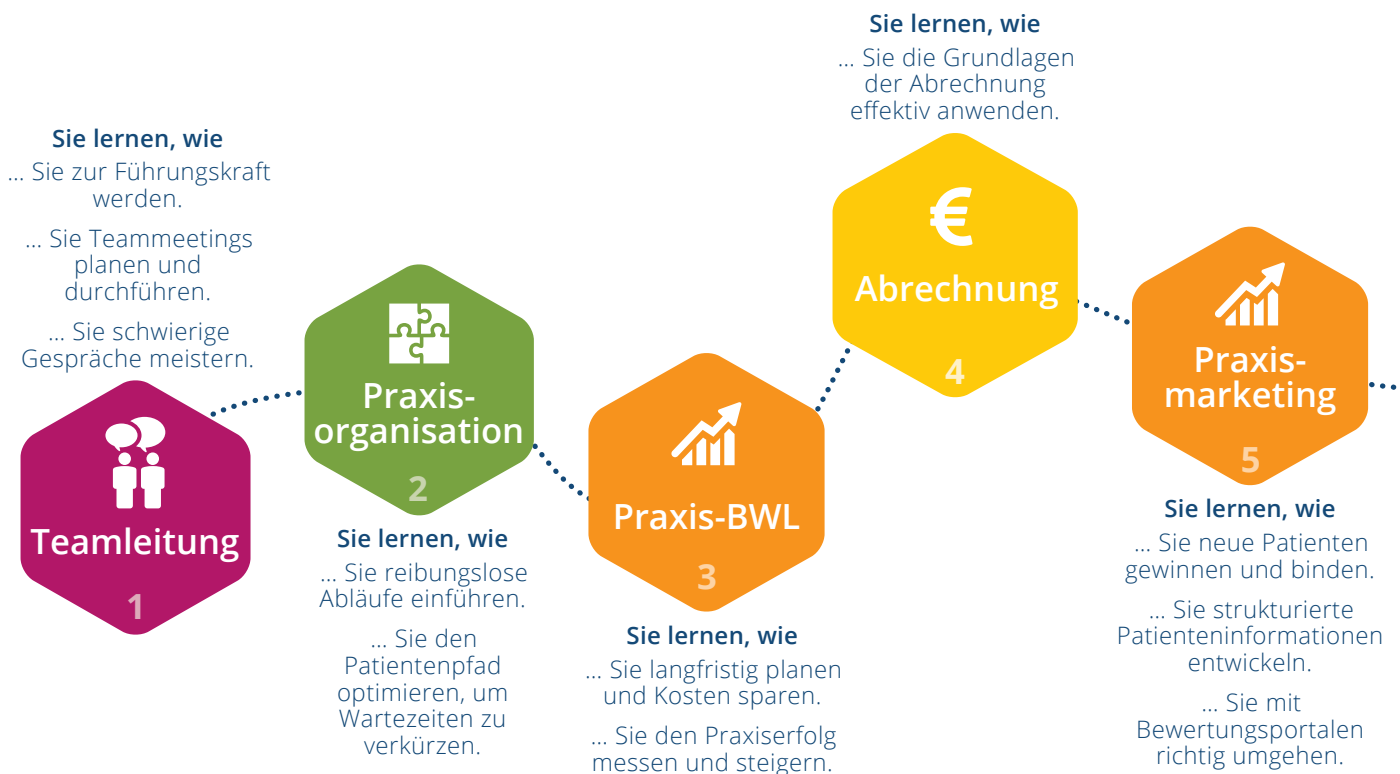 Sie lernen, wie
... Sie zur Führungskraft
werden.
... Sie Teammeetings
planen und
durchführen.
... Sie schwierige
Gespräche meistern.
Teamleitung
1
Praxis-
organisation
2
Sie lernen, wie
... Sie reibungslose
Abläufe einführen.
... Sie den
Patientenpfad
optimieren, um
Wartezeiten zu
verkürzen.
Praxis-BWL
3
Sie lernen, wie
... Sie langfristig planen
und Kosten sparen.
... Sie den Praxiserfolg
messen und steigern.
Sie lernen, wie
... Sie die Grundlagen
der Abrechnung
effektiv anwenden.
€
Abrechnung
4
Praxis-
marketing
5
Sie lernen, wie
... Sie neue Patienten
gewinnen und binden.
... Sie strukturierte
Patienteninformationen
entwickeln.
... Sie mit
Bewertungsportalen
richtig umgehen.